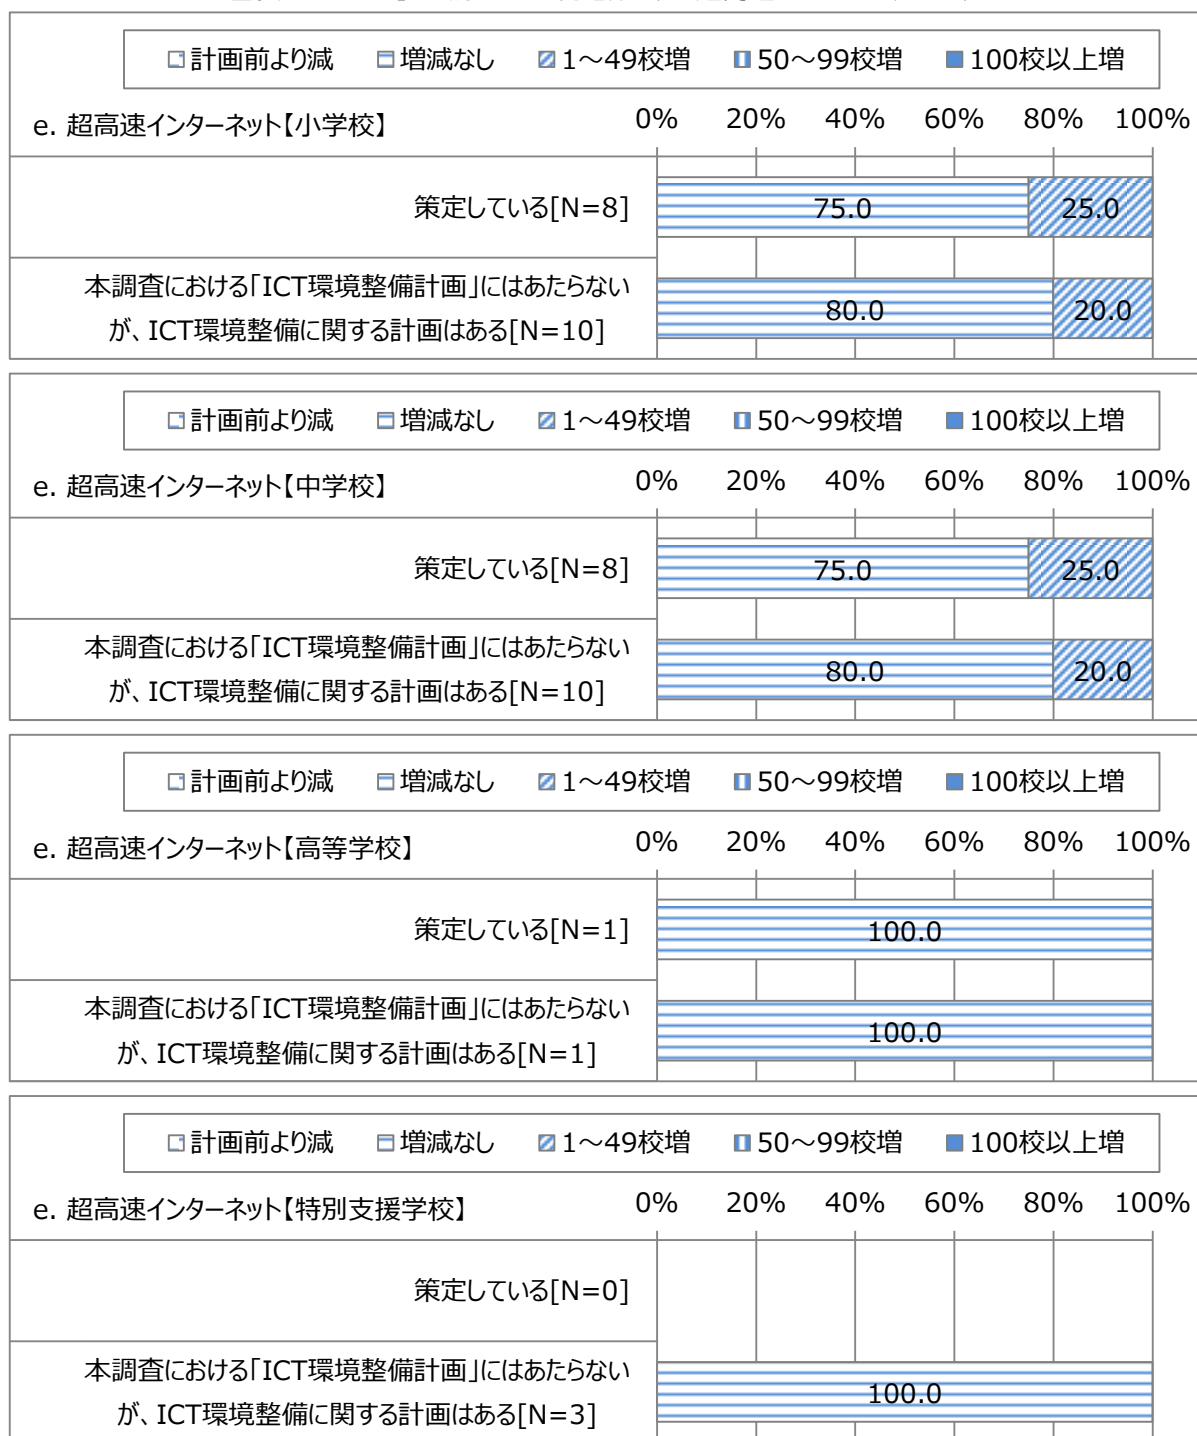 計画前より減 増減なし 1～49校増 50～99校増 100校以上増
e. 超高速インターネット【小学校】 0% 20% 40% 60% 80% 100%
策定している[N=8] 75.0 25.0
本調査における「ICT環境整備計画」にはあたらない
が、ICT環境整備に関する計画はある[N=10] 80.0 20.0
計画前より減 増減なし 1～49校増 50～99校増 100校以上増
e. 超高速インターネット【中学校】 0% 20% 40% 60% 80% 100%
策定している[N=8] 75.0 25.0
本調査における「ICT環境整備計画」にはあたらない
が、ICT環境整備に関する計画はある[N=10] 80.0 20.0
計画前より減 増減なし 1～49校増 50～99校増 100校以上増
e. 超高速インターネット【高等学校】 0% 20% 40% 60% 80% 100%
策定している[N=1] 100.0
本調査における「ICT環境整備計画」にはあたらない
が、ICT環境整備に関する計画はある[N=1] 100.0
計画前より減 増減なし 1～49校増 50～99校増 100校以上増
e. 超高速インターネット【特別支援学校】 0% 20% 40% 60% 80% 100%
策定している[N=0]
本調査における「ICT環境整備計画」にはあたらない
が、ICT環境整備に関する計画はある[N=3] 100.0